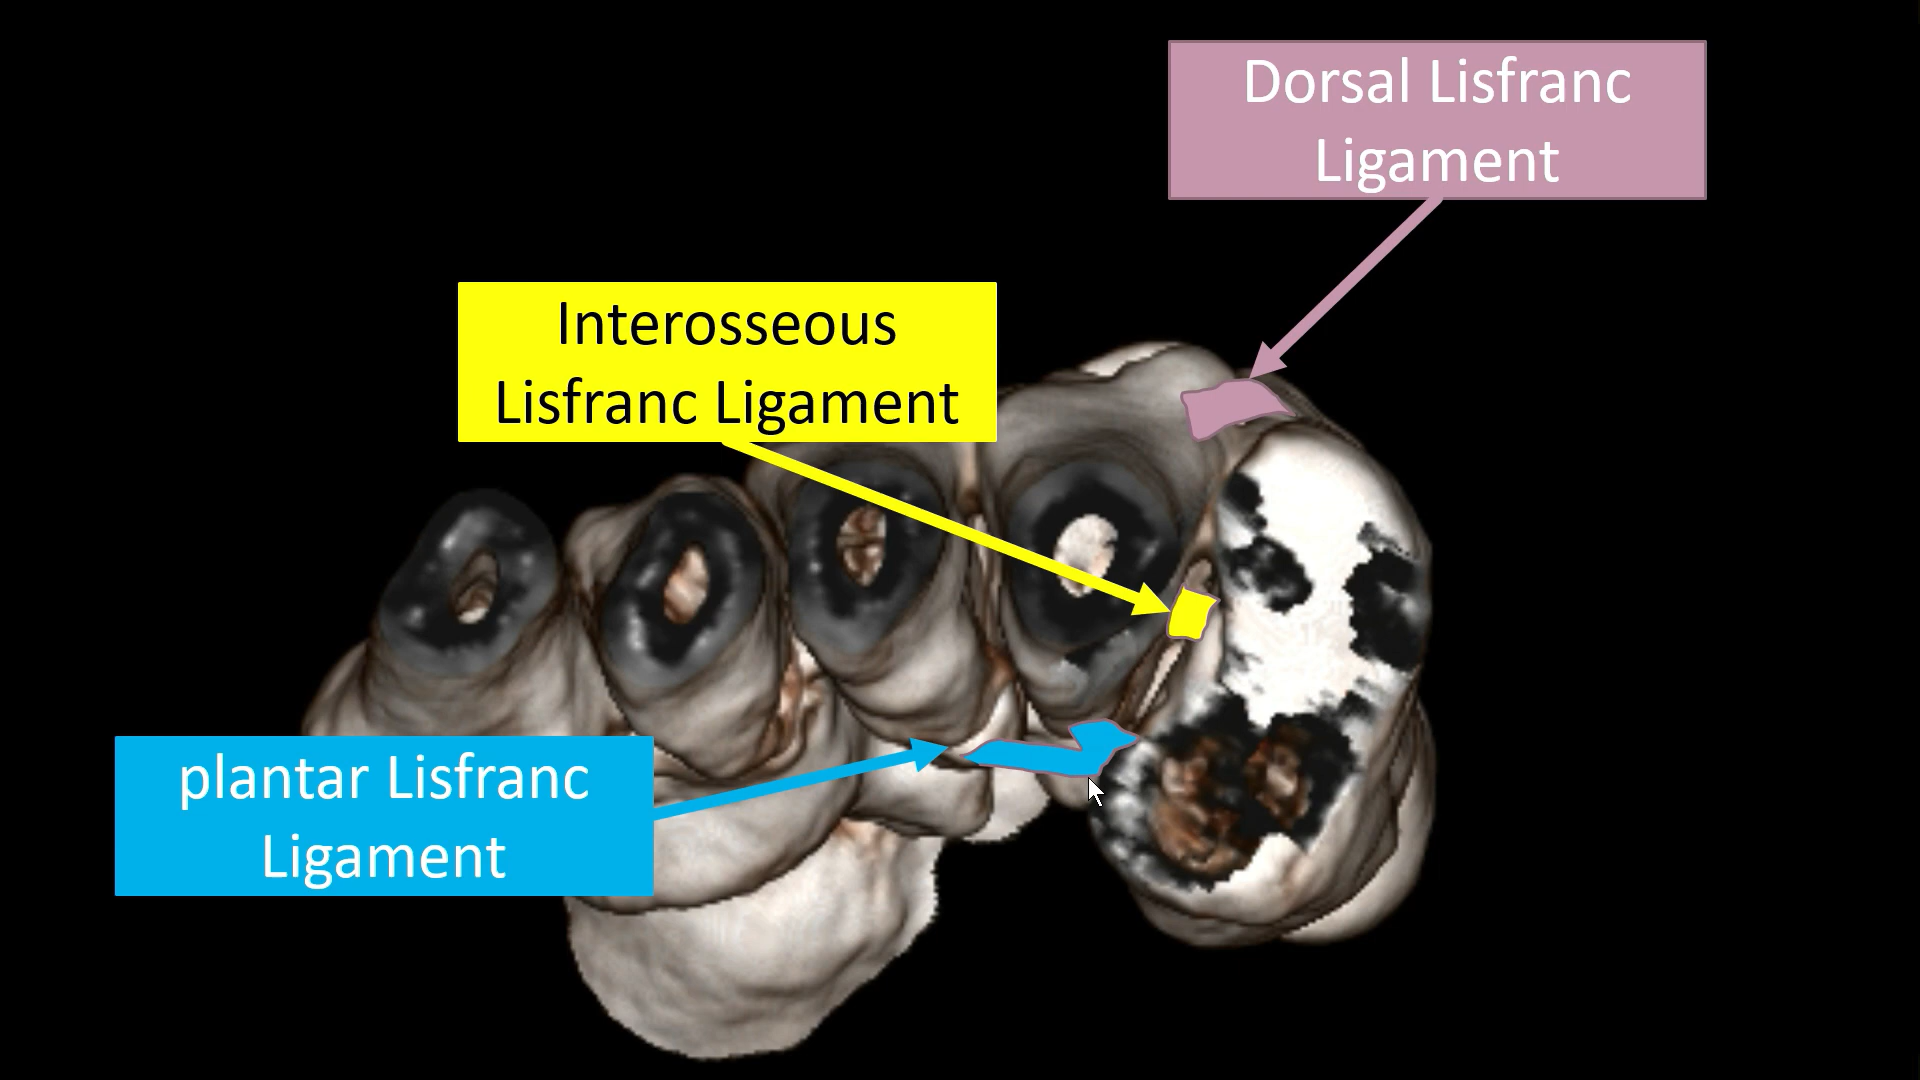 Dorsal Lisfranc
Ligament
Interosseous
Lisfranc Ligament
plantar Lisfranc
Ligament